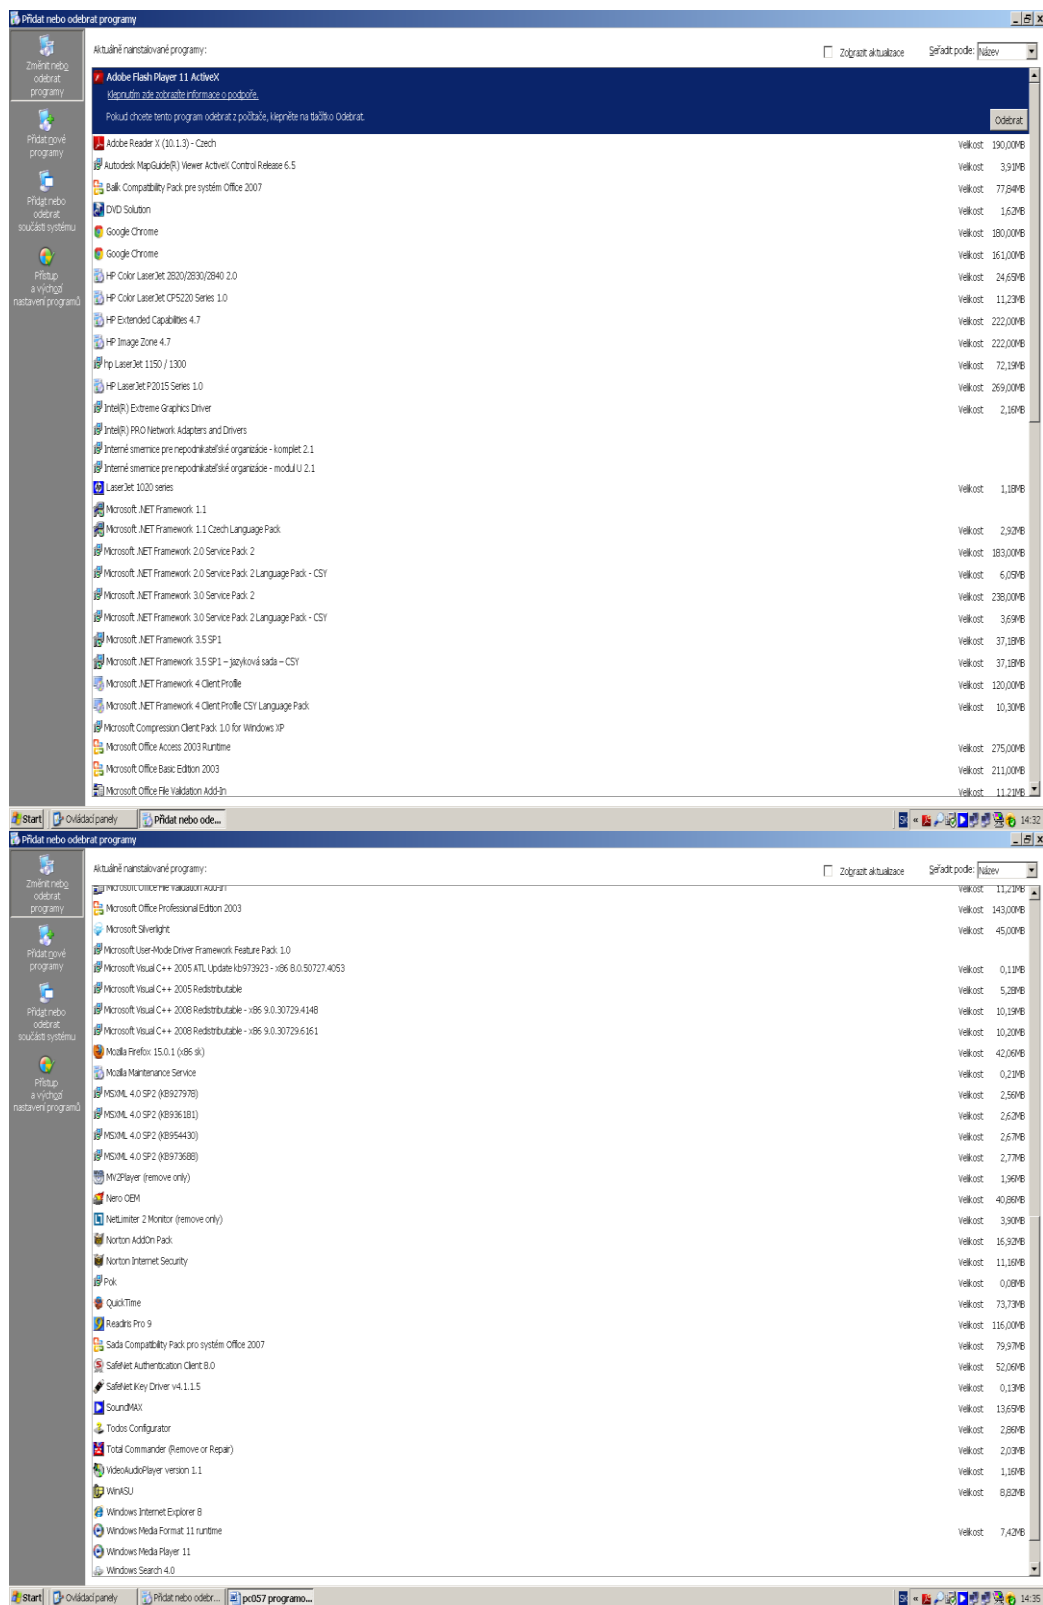 Přidat nebo odebrat programy
Změnit nebo
odebrat
programy
Přidat nové
programy
Přidat nebo
odebrat
součásti systému
Přístup
a výchozí
nastavení programů
Aktuálně nainstalované programy:
Zobrazit aktualizace
Seřadit podle: Název
Adobe Flash Player 11 ActiveX
Klepnutím zde zobrazíte informace o podpoře.
Pokud chcete tento program odebrat z počítače, klepněte na tlačítko Odebrat.
Odebrat
Adobe Reader X (10.1.3) - Czech Velikost 190,00MB
Autodesk MapGuide(R) Viewer ActiveX Control Release 6.5 Velikost 3,91MB
Balík Compatibility Pack pre systém Office 2007 Velikost 77,84MB
DVD Solution Velikost 1,62MB
Google Chrome Velikost 180,00MB
Google Chrome Velikost 161,00MB
HP Color LaserJet 2820/2830/2840 2.0 Velikost 24,65MB
HP Color LaserJet CP5220 Series 1.0 Velikost 11,23MB
HP Extended Capabilities 4.7 Velikost 222,00MB
HP Image Zone 4.7 Velikost 222,00MB
hp LaserJet 1150 / 1300 Velikost 72,19MB
HP LaserJet P2015 Series 1.0 Velikost 269,00MB
Intel(R) Extreme Graphics Driver Velikost 2,16MB
Intel(R) PRO Network Adapters and Drivers
Interné smernice pre nepodnikateľské organizácie - komplet 2.1
Interné smernice pre nepodnikateľské organizácie - modul U 2.1
LaserJet 1020 series Velikost 1,18MB
Microsoft .NET Framework 1.1
Microsoft .NET Framework 1.1 Czech Language Pack Velikost 2,92MB
Microsoft .NET Framework 2.0 Service Pack 2 Velikost 183,00MB
Microsoft .NET Framework 2.0 Service Pack 2 Language Pack - CSY Velikost 6,05MB
Microsoft .NET Framework 3.0 Service Pack 2 Velikost 238,00MB
Microsoft .NET Framework 3.0 Service Pack 2 Language Pack - CSY Velikost 3,69MB
Microsoft .NET Framework 3.5 SP1 Velikost 37,18MB
Microsoft .NET Framework 3.5 SP1 – jazyková sada – CSY Velikost 37,18MB
Microsoft .NET Framework 4 Client Profile Velikost 120,00MB
Microsoft .NET Framework 4 Client Profile CSY Language Pack Velikost 10,30MB
Microsoft Compression Client Pack 1.0 for Windows XP
Microsoft Office Access 2003 Runtime Velikost 275,00MB
Microsoft Office Basic Edition 2003 Velikost 211,00MB
Microsoft Office File Validation Add-In Velikost 11,21MB
Start Ovládací panely Přidat nebo ode... SK « 14:32
Přidat nebo odebrat programy
Změnit nebo
odebrat
programy
Přidat nové
programy
Přidat nebo
odebrat
součásti systému
Přístup
a výchozí
nastavení programů
Aktuálně nainstalované programy:
Zobrazit aktualizace
Seřadit podle: Název
Microsoft Office File Validation Add-In Velikost 11,21MB
Microsoft Office Professional Edition 2003 Velikost 143,00MB
Microsoft Silverlight Velikost 45,00MB
Microsoft User-Mode Driver Framework Feature Pack 1.0
Microsoft Visual C++ 2005 ATL Update kb973923 - x86 8.0.50727.4053 Velikost 0,11MB
Microsoft Visual C++ 2005 Redistributable Velikost 5,28MB
Microsoft Visual C++ 2008 Redistributable - x86 9.0.30729.4148 Velikost 10,19MB
Microsoft Visual C++ 2008 Redistributable - x86 9.0.30729.6161 Velikost 10,20MB
Mozilla Firefox 15.0.1 (x86 sk) Velikost 42,06MB
Mozilla Maintenance Service Velikost 0,21MB
MSXML 4.0 SP2 (KB927978) Velikost 2,56MB
MSXML 4.0 SP2 (KB936181) Velikost 2,62MB
MSXML 4.0 SP2 (KB954430) Velikost 2,67MB
MSXML 4.0 SP2 (KB973688) Velikost 2,77MB
MV2Player (remove only) Velikost 1,96MB
Nero OEM Velikost 40,86MB
NetLimiter 2 Monitor (remove only) Velikost 3,90MB
Norton AddOn Pack Velikost 16,92MB
Norton Internet Security Velikost 11,16MB
Pok Velikost 0,08MB
QuickTime Velikost 73,73MB
Readiris Pro 9 Velikost 116,00MB
Sada Compatibility Pack pro systém Office 2007 Velikost 79,97MB
SafeNet Authentication Client 8.0 Velikost 52,06MB
SafeNet iKey Driver v4.1.1.5 Velikost 0,13MB
SoundMAX Velikost 13,65MB
Todos Configurator Velikost 2,86MB
Total Commander (Remove or Repair) Velikost 2,03MB
VideoAudioPlayer version 1.1 Velikost 1,16MB
WinASU Velikost 8,82MB
Windows Internet Explorer 8
Windows Media Format 11 runtime Velikost 7,42MB
Windows Media Player 11
Windows Search 4.0
Start Ovládací panely Přidat nebo odebr... pc057 programo... SK « 14:35